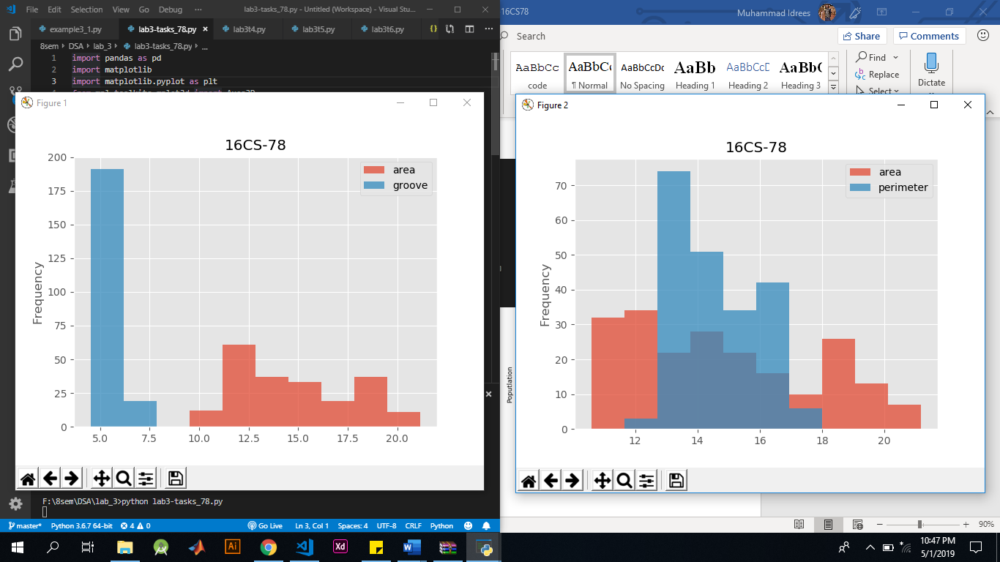 File Edit Selection View Go Debug ··· lab3-tasks_78.py - Untitled (Workspace) - Visual Stu...
example3_1.py lab3-tasks_78.py lab3t4.py lab3t5.py lab3t6.py
8sem DSA lab_3 lab3-tasks_78.py ...
1 import pandas as pd
2 import matplotlib
3 import matplotlib.pyplot as plt
Figure 1
16CS-78
area
groove
Frequency
200
175
150
125
100
75
50
25
0
5.0 7.5 10.0 12.5 15.0 17.5 20.0
F:\8sem\DSA\lab_3>python lab3-tasks_78.py
master* Python 3.6.7 64-bit 4 0 Go Live Ln 3, Col 1 Spaces: 4 UTF-8 CRLF Python
16CS78 Muhammad Idrees
Search Share Comments
AaBbCc AaBbCc AaBbCcDc AaBb AaBbCcD AaBb(
code ¶ Normal No Spacing Heading 1 Heading 2 Heading 3
Find
Replace
Select
Dictate
Figure 2
16CS-78
area
perimeter
Frequency
70
60
50
40
30
20
10
0
12 14 16 18 20
90%
Ai Xd
10:47 PM
5/1/2019